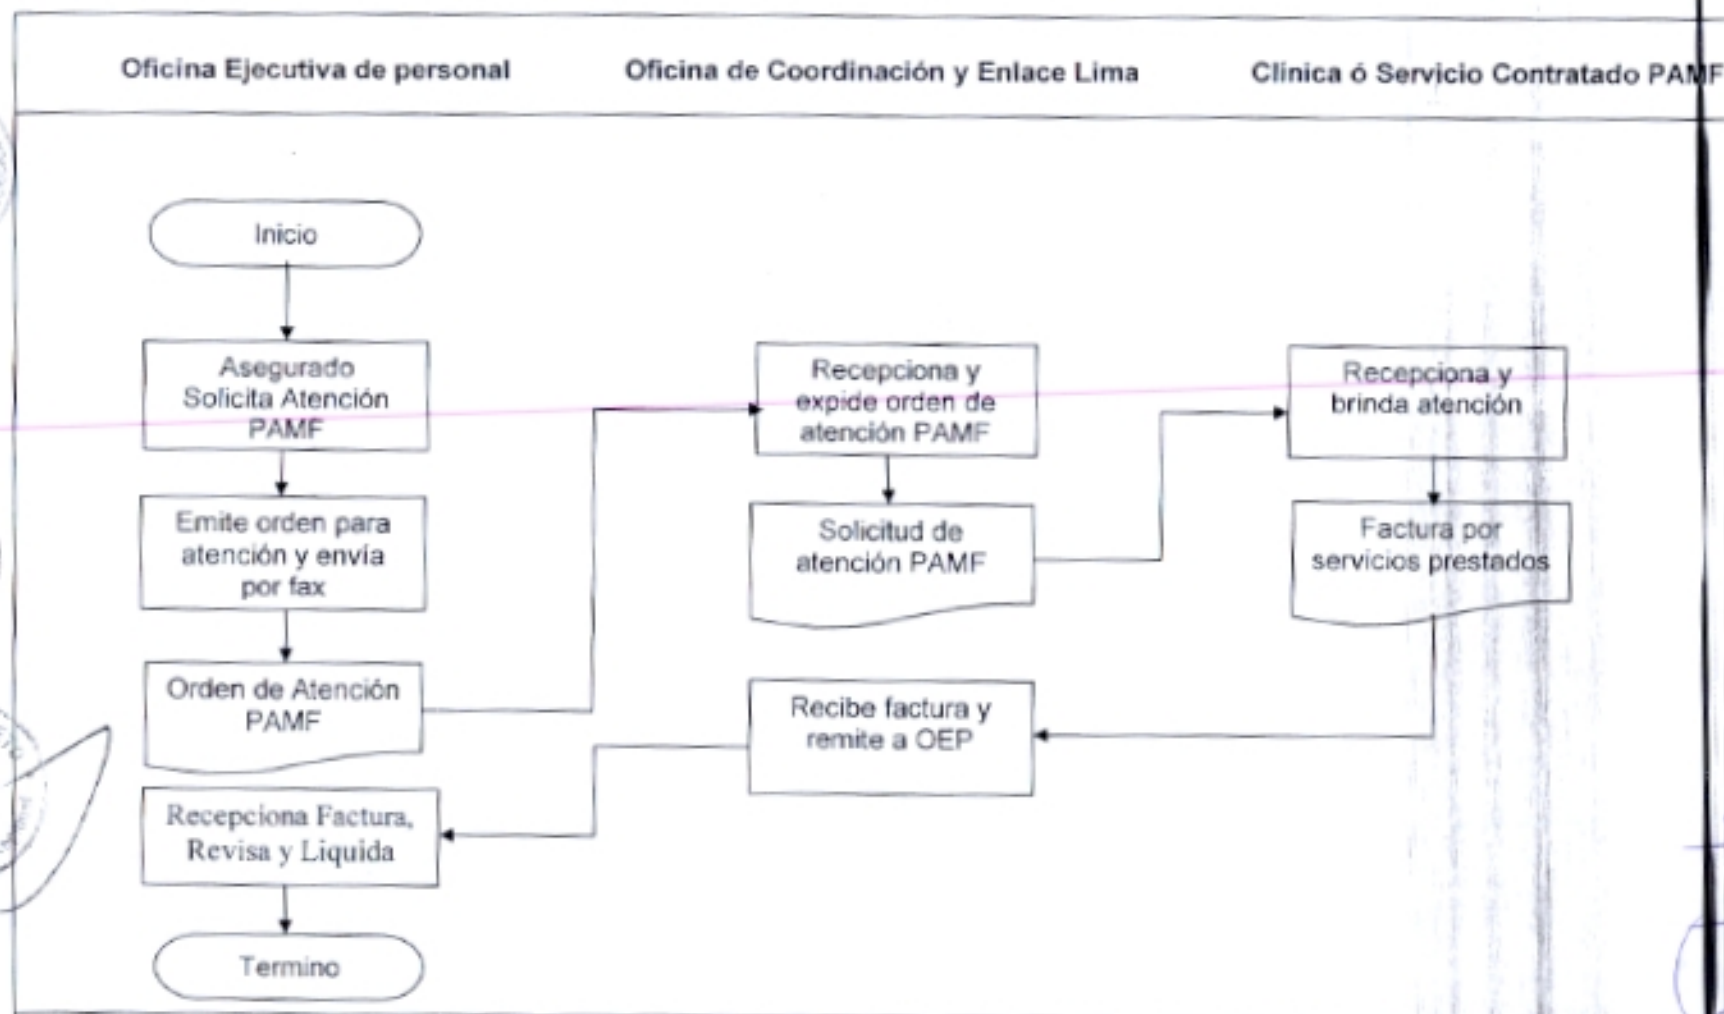 Oficina Ejecutiva de personal
Oficina de Coordinación y Enlace Lima
Clinica ó Servicio Contratado PAMF
Inicio
Asegurado
Solicita Atención
PAMF
Emite orden para
atención y envía
por fax
Orden de Atención
PAMF
Recepciona Factura,
Revisa y Liquida
Termino
Recepciona y
expide orden de
atención PAMF
Solicitud de
atención PAMF
Recibe factura y
remite a OEP
Recepciona y
brinda atención
Factura por
servicios prestados